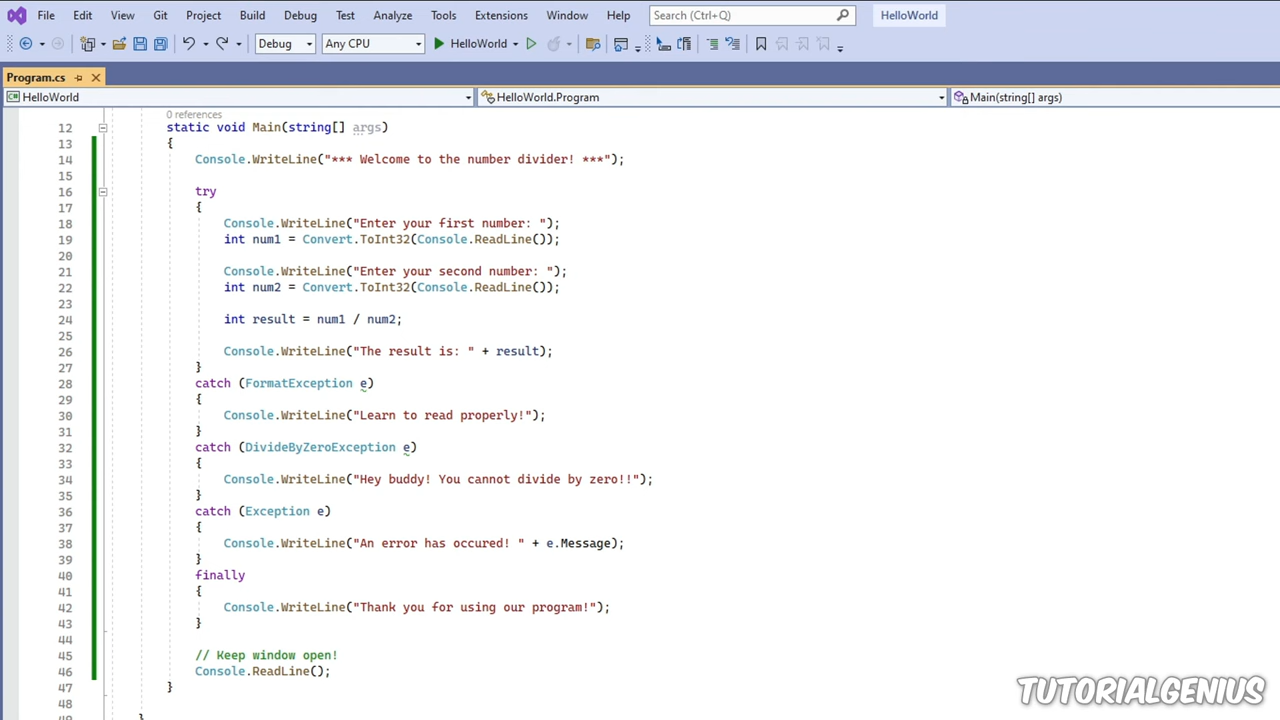 File Edit View Git Project Build Debug Test Analyze Tools Extensions Window Help Search (Ctrl+Q) HelloWorld
Debug Any CPU HelloWorld
Program.cs
HelloWorld HelloWorld.Program Main(string[] args)
0 references
12 static void Main(string[] args)
13 {
14 Console.WriteLine("*** Welcome to the number divider! ***");
15
16 try
17 {
18 Console.WriteLine("Enter your first number: ");
19 int num1 = Convert.ToInt32(Console.ReadLine());
20
21 Console.WriteLine("Enter your second number: ");
22 int num2 = Convert.ToInt32(Console.ReadLine());
23
24 int result = num1 / num2;
25
26 Console.WriteLine("The result is: " + result);
27 }
28 catch (FormatException e)
29 {
30 Console.WriteLine("Learn to read properly!");
31 }
32 catch (DivideByZeroException e)
33 {
34 Console.WriteLine("Hey buddy! You cannot divide by zero!!");
35 }
36 catch (Exception e)
37 {
38 Console.WriteLine("An error has occured! " + e.Message);
39 }
40 finally
41 {
42 Console.WriteLine("Thank you for using our program!");
43 }
44
45 // Keep window open!
46 Console.ReadLine();
47 }
48
49 }
TUTORIALGENIUS